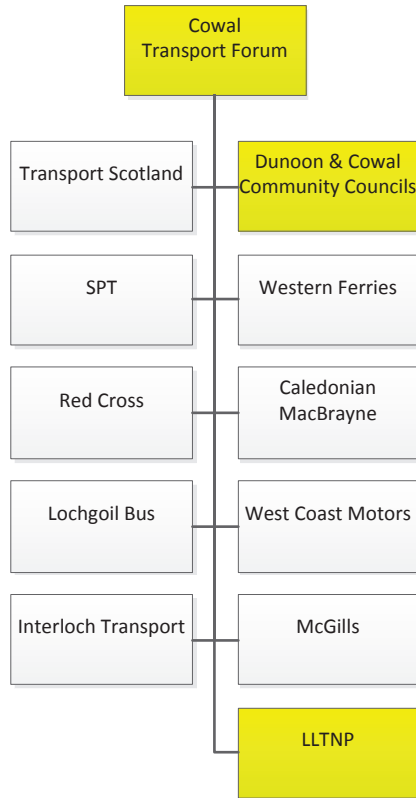 Cowal
Transport Forum
Transport Scotland
Dunoon & Cowal
Community Councils
SPT
Western Ferries
Red Cross
Caledonian
MacBrayne
Lochgoil Bus
West Coast Motors
Interloch Transport
McGills
LLTNP